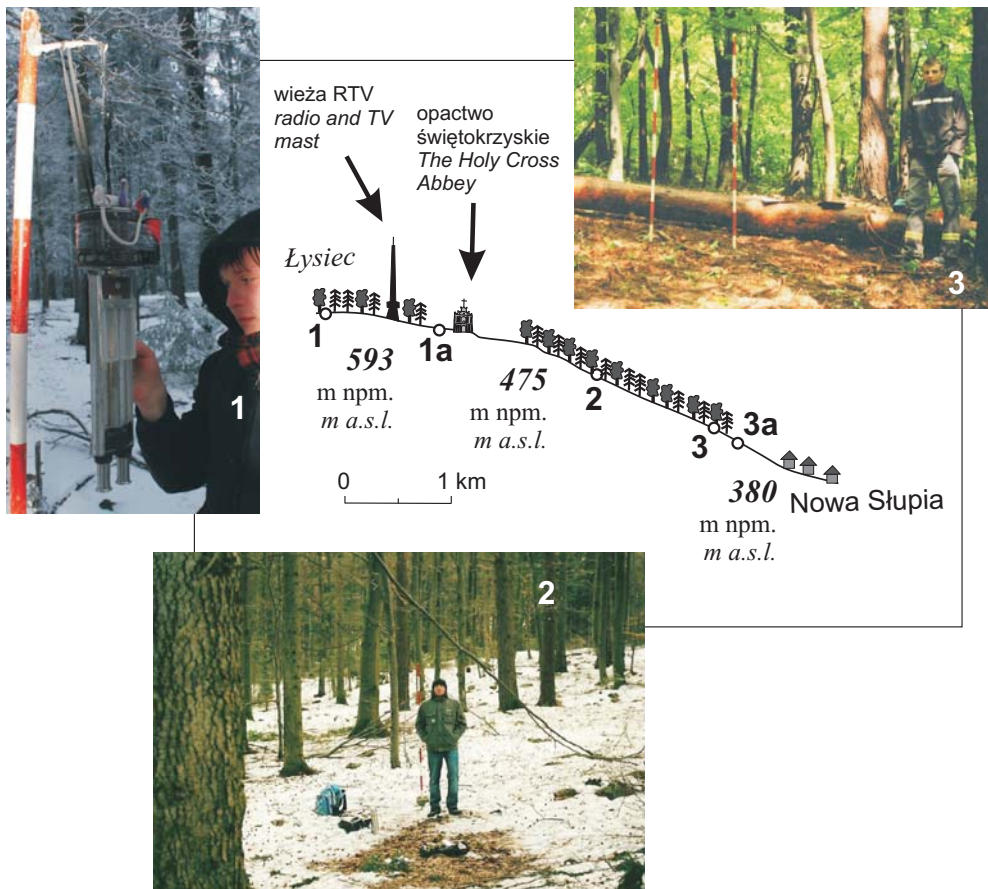 wieża RTV
radio and TV
mast
opactwo
świętokrzyskie
The Holy Cross
Abbey
Łysiec
1
593
m npm.
m a.s.l.
1a
475
m npm.
m a.s.l.
2
3
3a
380
m npm.
m a.s.l.
Nowa Słupia
0
1 km
1
2
3